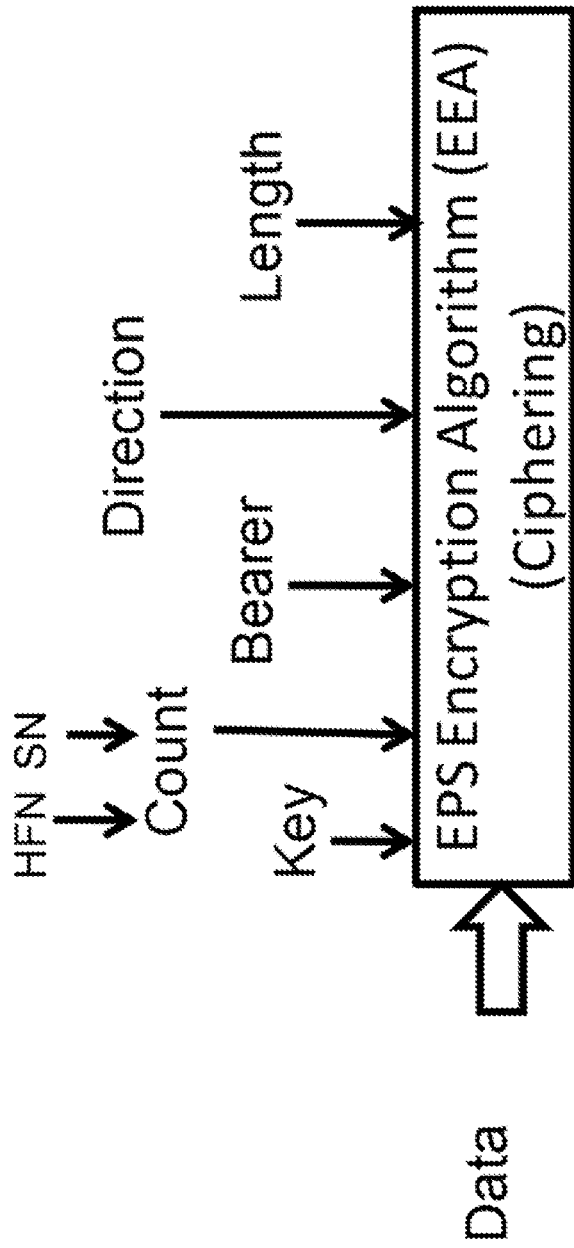 HFN SN
Count
Direction
Key
Bearer
Length
Data
EPS Encryption Algorithm (EEA)
(Ciphering)